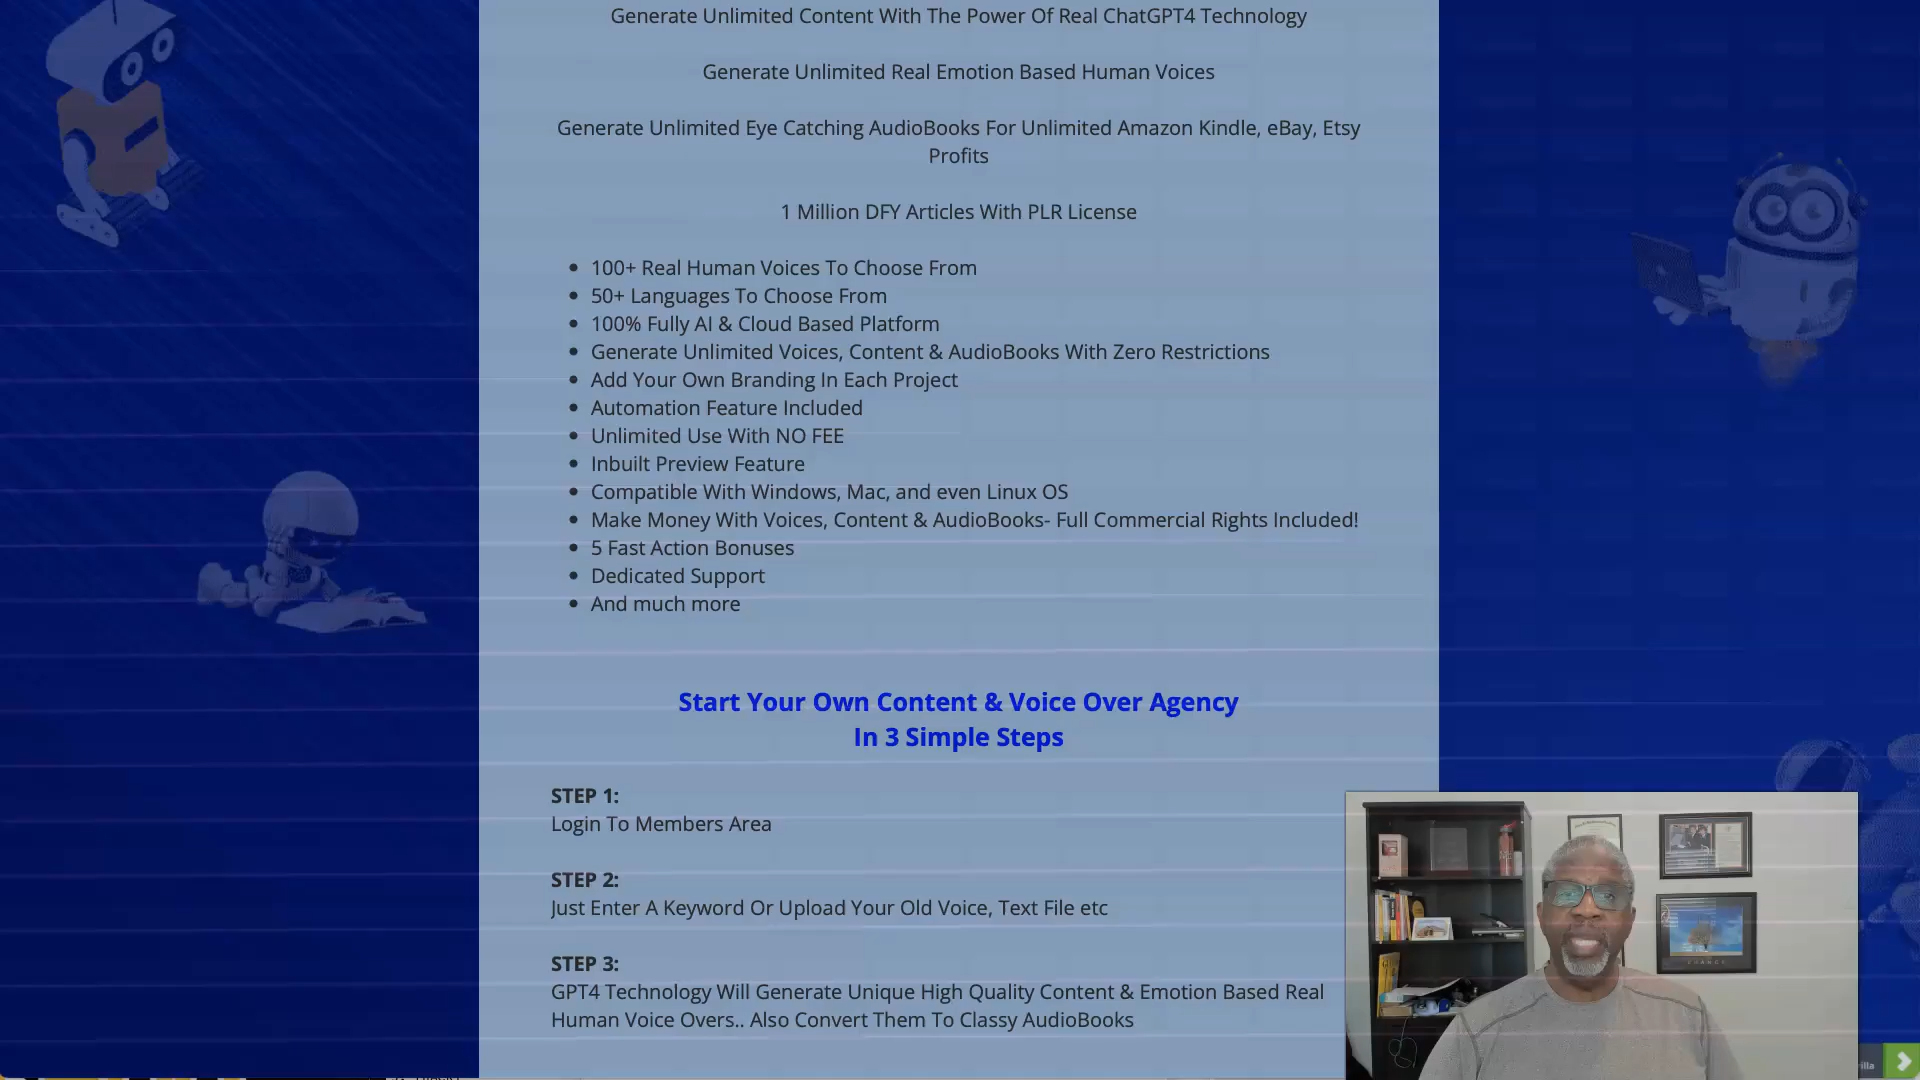 Generate Unlimited Content With The Power Of Real ChatGPT4 Technology
Generate Unlimited Real Emotion Based Human Voices
Generate Unlimited Eye Catching AudioBooks For Unlimited Amazon Kindle, eBay, Etsy
Profits
1 Million DFY Articles With PLR License
100+ Real Human Voices To Choose From
50+ Languages To Choose From
100% Fully AI & Cloud Based Platform
Generate Unlimited Voices, Content & AudioBooks With Zero Restrictions
Add Your Own Branding In Each Project
Automation Feature Included
Unlimited Use With NO FEE
Inbuilt Preview Feature
Compatible With Windows, Mac, and even Linux OS
Make Money With Voices, Content & AudioBooks- Full Commercial Rights Included!
5 Fast Action Bonuses
Dedicated Support
And much more
Start Your Own Content & Voice Over Agency
In 3 Simple Steps
STEP 1:
Login To Members Area
STEP 2:
Just Enter A Keyword Or Upload Your Old Voice, Text File etc
STEP 3:
GPT4 Technology Will Generate Unique High Quality Content & Emotion Based Real
Human Voice Overs.. Also Convert Them To Classy AudioBooks
CHANGE